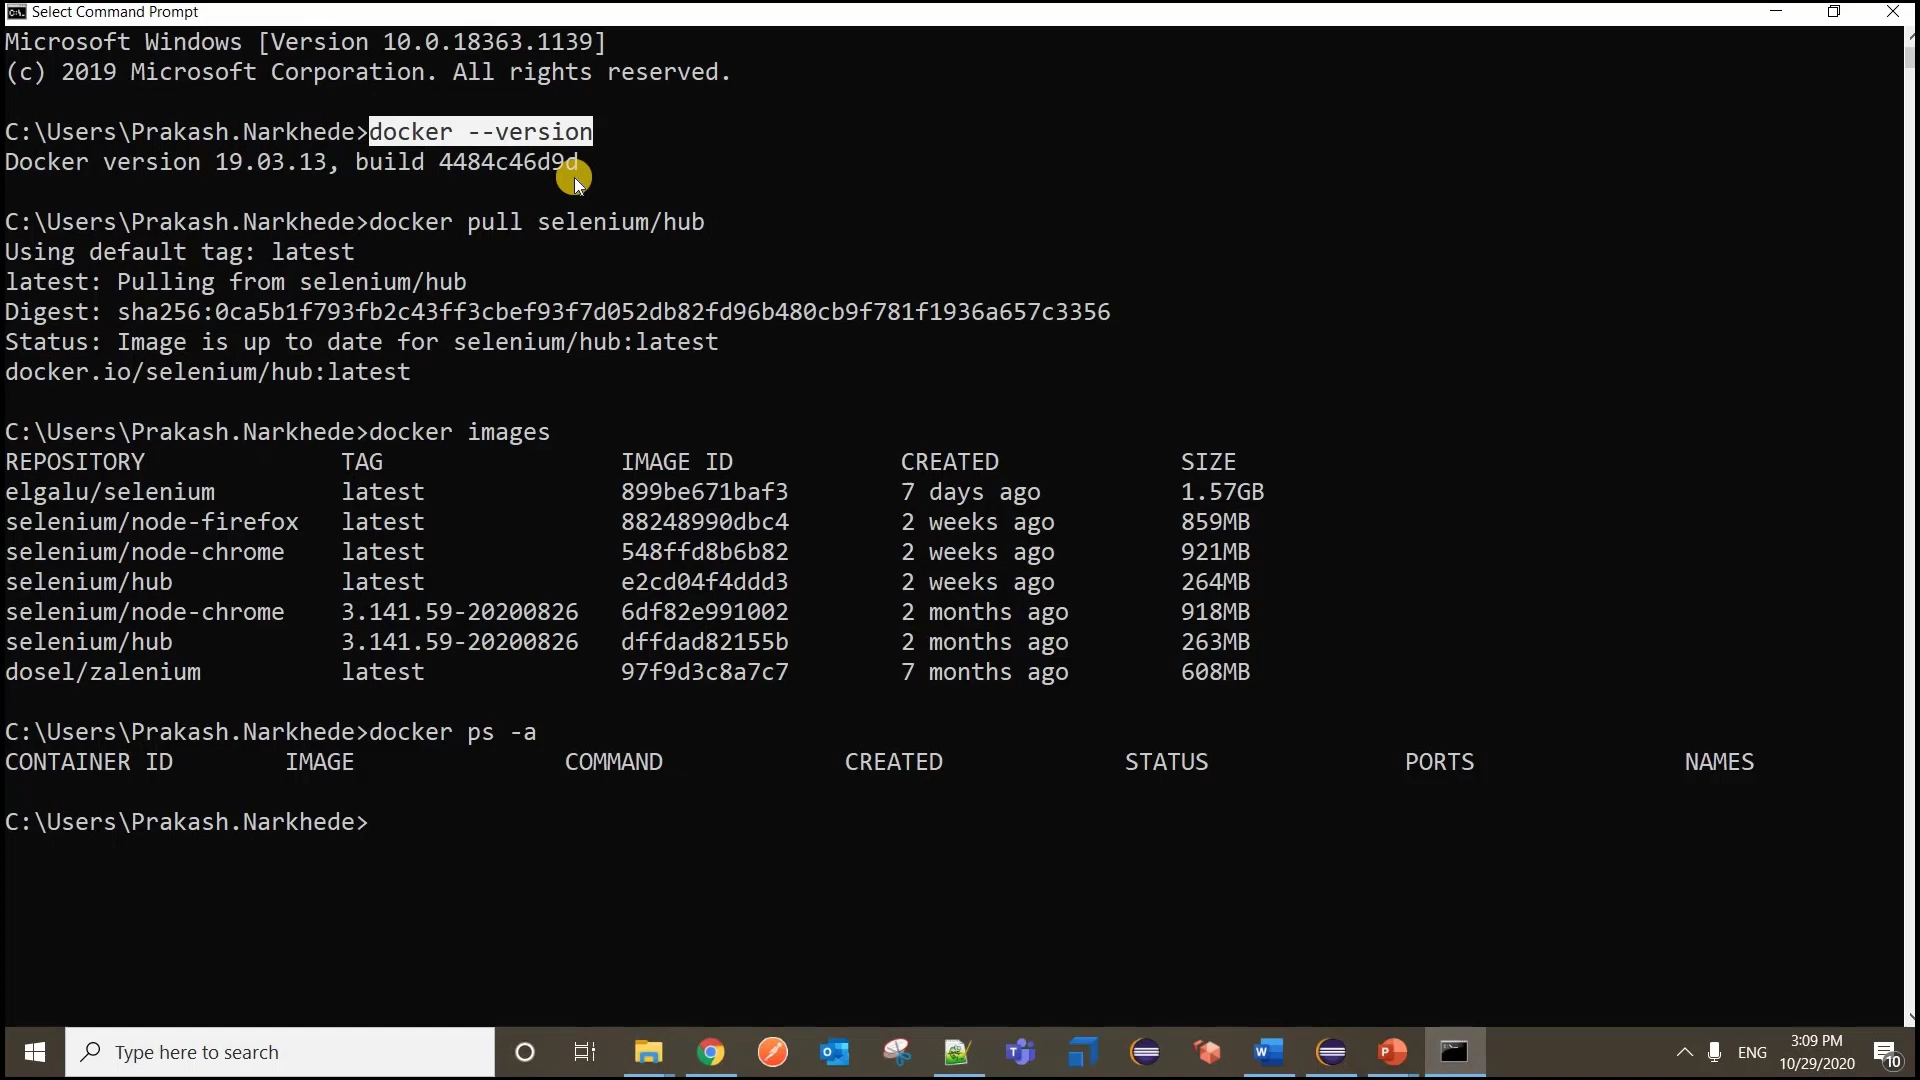 Select Command Prompt
Microsoft Windows [Version 10.0.18363.1139]
(c) 2019 Microsoft Corporation. All rights reserved.
C:\Users\Prakash.Narkhede>docker --version
Docker version 19.03.13, build 4484c46d9d
C:\Users\Prakash.Narkhede>docker pull selenium/hub
Using default tag: latest
latest: Pulling from selenium/hub
Digest: sha256:0ca5b1f793fb2c43ff3cbef93f7d052db82fd96b480cb9f781f1936a657c3356
Status: Image is up to date for selenium/hub:latest
docker.io/selenium/hub:latest
C:\Users\Prakash.Narkhede>docker images
REPOSITORY TAG IMAGE ID CREATED SIZE
elgalu/selenium latest 899be671baf3 7 days ago 1.57GB
selenium/node-firefox latest 88248990dbc4 2 weeks ago 859MB
selenium/node-chrome latest 548ffd8b6b82 2 weeks ago 921MB
selenium/hub latest e2cd04f4ddd3 2 weeks ago 264MB
selenium/node-chrome 3.141.59-20200826 6df82e991002 2 months ago 918MB
selenium/hub 3.141.59-20200826 dffdad82155b 2 months ago 263MB
dosel/zalenium latest 97f9d3c8a7c7 7 months ago 608MB
C:\Users\Prakash.Narkhede>docker ps -a
CONTAINER ID IMAGE COMMAND CREATED STATUS PORTS NAMES
C:\Users\Prakash.Narkhede>
Type here to search
ENG
3:09 PM
10/29/2020
10